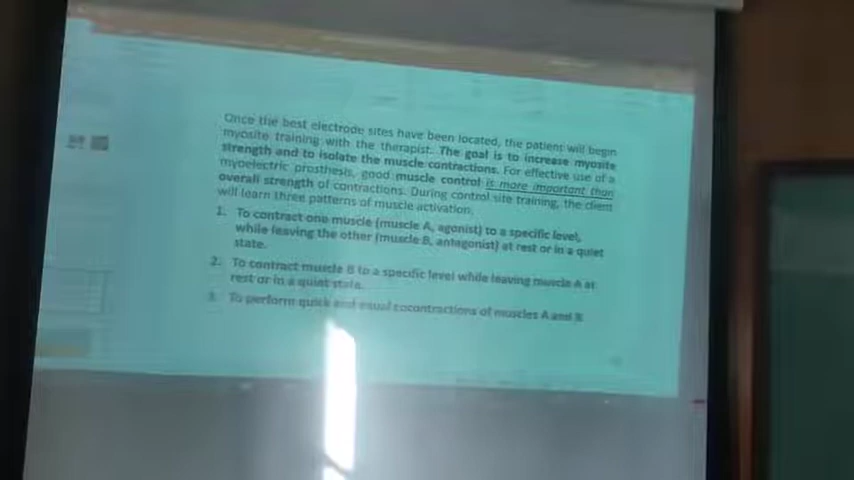 Once the best electrode sites have been located, the patient will begin
myosite training with the therapist. The goal is to increase myosite
strength and to isolate the muscle contractions. For effective use of a
myoelectric prosthesis, good muscle control is more important than
overall strength of contractions. During control site training, the client
will learn three patterns of muscle activation:
1. To contract one muscle (muscle A, agonist) to a specific level,
while leaving the other (muscle B, antagonist) at rest or in a quiet
state.
2. To contract muscle B to a specific level while leaving muscle A at
rest or in a quiet state.
3. To perform quick and equal cocontractions of muscles A and B